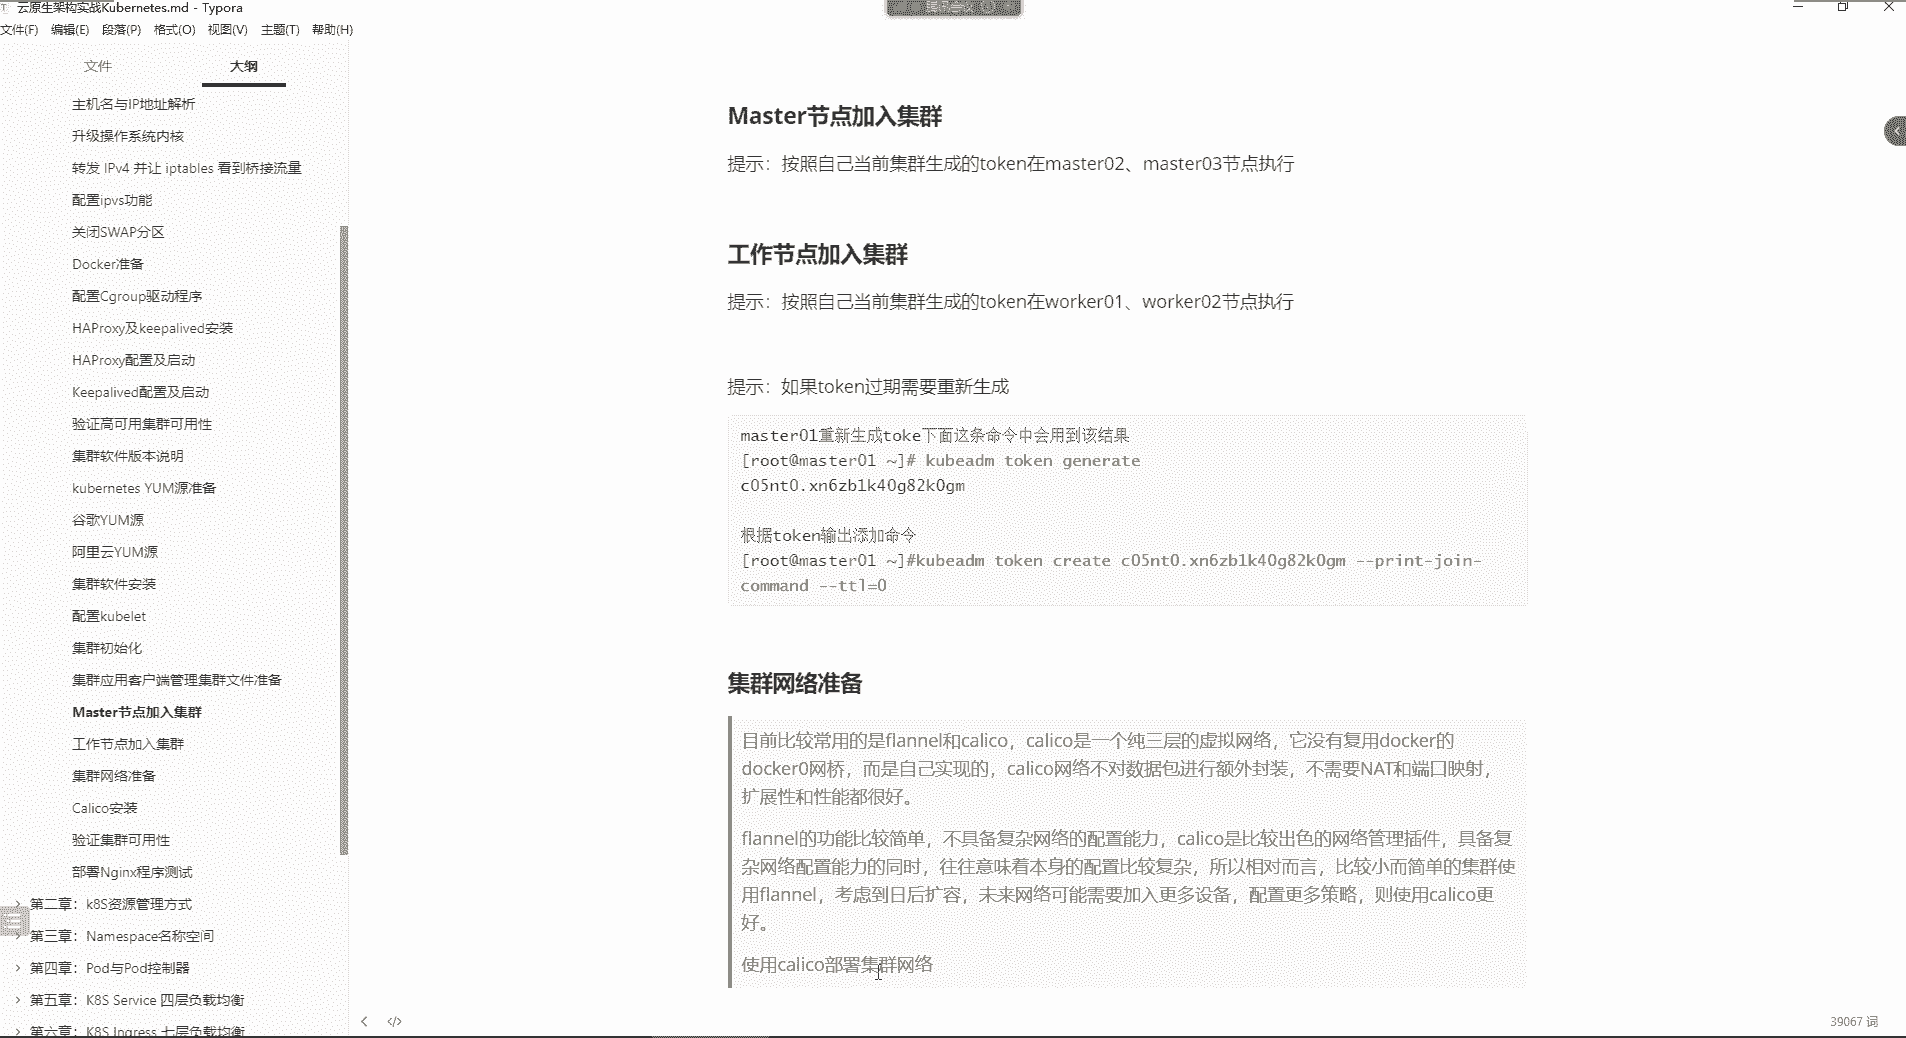 云原生架构实战Kubernetes.md - Typora
文件(F) 编辑(E) 段落(P) 格式(O) 视图(V) 主题(T) 帮助(H)
文件 大纲
主机名与IP地址解析
升级操作系统内核
转发 IPv4 并让 iptables 看到桥接流量
配置ipvs功能
关闭SWAP分区
Docker准备
配置Cgroup驱动程序
HAProxy及keepalived安装
HAProxy配置及启动
Keepalived配置及启动
验证高可用集群可用性
集群软件版本说明
kubernetes YUM源准备
谷歌YUM源
阿里云YUM源
集群软件安装
配置kubelet
集群初始化
集群应用客户端管理集群文件准备
Master节点加入集群
工作节点加入集群
集群网络准备
Calico安装
验证集群可用性
部署Nginx程序测试
第二章：k8S资源管理方式
第三章：Namespace名称空间
第四章：Pod与Pod控制器
第五章：K8S Service 四层负载均衡
第六章：K8S Ingress 七层负载均衡
Master节点加入集群
提示：按照自己当前集群生成的token在master02、master03节点执行
工作节点加入集群
提示：按照自己当前集群生成的token在worker01、worker02节点执行
提示：如果token过期需要重新生成
master01重新生成toke下面这条命令中会用到该结果
[root@master01 ~]# kubeadm token generate
c05nt0.xn6zb1k40g82k0gm
根据token输出添加命令
[root@master01 ~]#kubeadm token create c05nt0.xn6zb1k40g82k0gm --print-join-
command --ttl=0
集群网络准备
目前比较常用的是flannel和calico，calico是一个纯三层的虚拟网络，它没有复用docker的
docker0网桥，而是自己实现的，calico网络不对数据包进行额外封装，不需要NAT和端口映射，
扩展性和性能都很好。
flannel的功能比较简单，不具备复杂网络的配置能力，calico是比较出色的网络管理插件，具备复
杂网络配置能力的同时，往往意味着本身的配置比较复杂，所以相对而言，比较小而简单的集群使
用flannel，考虑到日后扩容，未来网络可能需要加入更多设备，配置更多策略，则使用calico更
好。
使用calico部署集群网络
39067 词